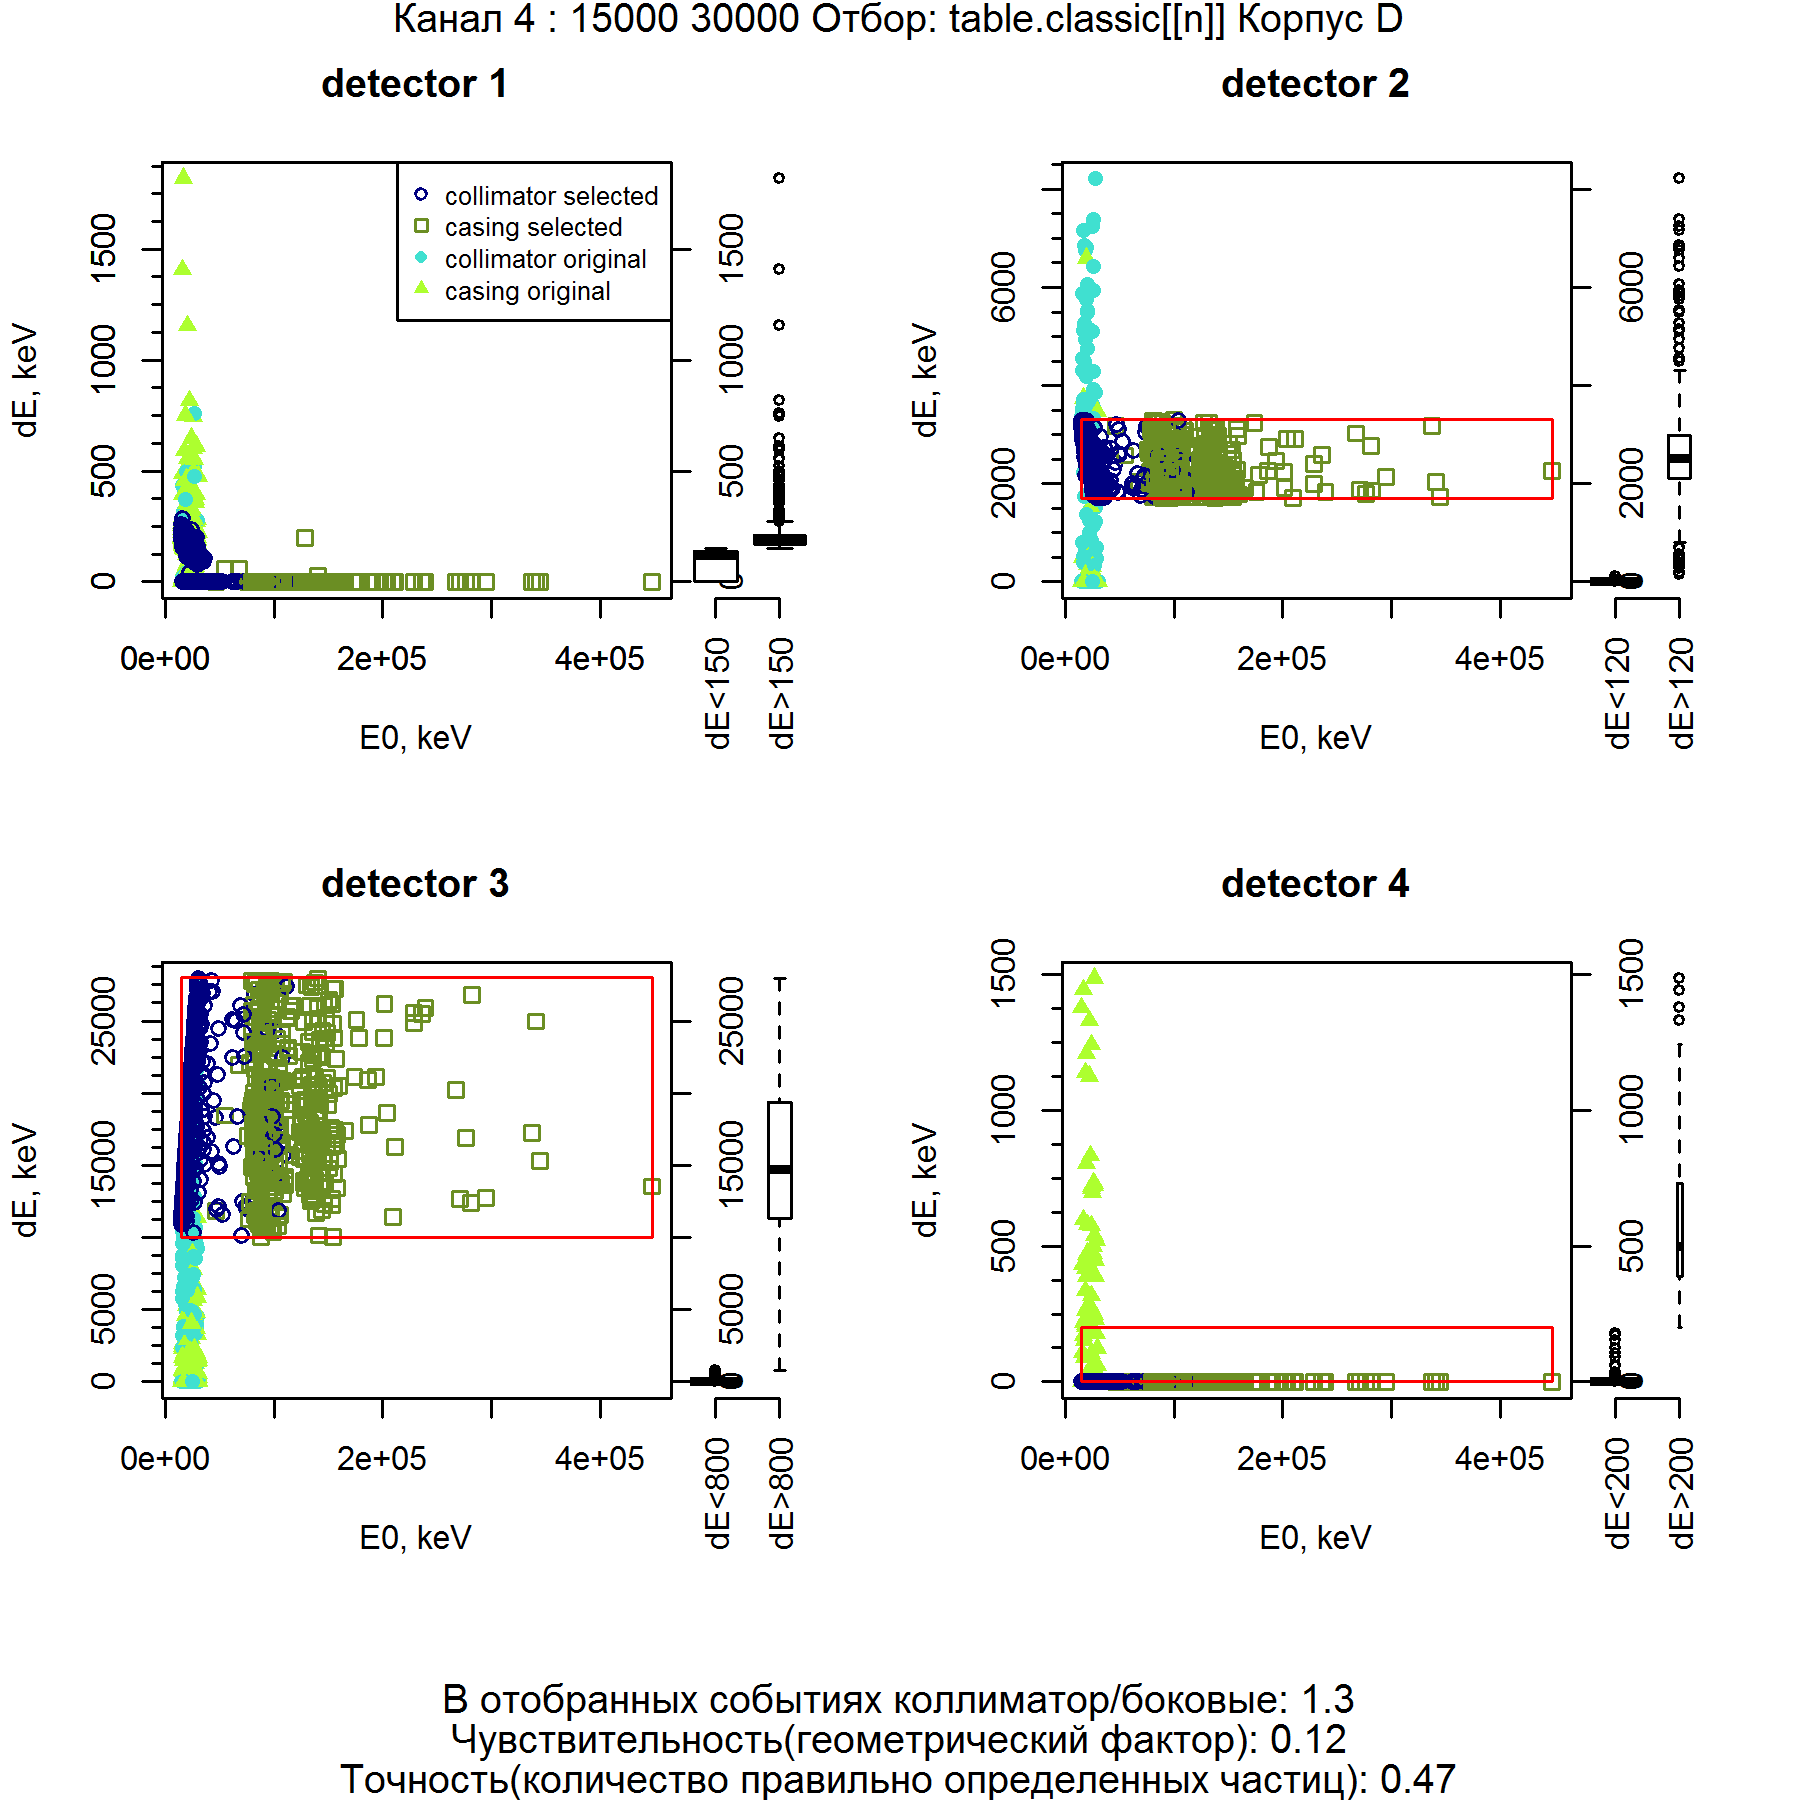 Канал 4 : 15000 30000 Отбор: table.classic[[n]] Корпус D
detector 1
dE, keV
0 500 1000 1500
collimator selected
casing selected
collimator original
casing original
0e+00 2e+05 4e+05
E0, keV
0 500 1000 1500
dE<150
dE>150
detector 2
dE, keV
0 2000 6000
0e+00 2e+05 4e+05
E0, keV
0 2000 6000
dE<120
dE>120
detector 3
dE, keV
0 5000 15000 25000
0e+00 2e+05 4e+05
E0, keV
0 5000 15000 25000
dE<800
dE>800
detector 4
dE, keV
0 500 1000 1500
0e+00 2e+05 4e+05
E0, keV
0 500 1000 1500
dE<200
dE>200
В отобранных событиях коллиматор/боковые: 1.3
Чувствительность(геометрический фактор): 0.12
Точность(количество правильно определенных частиц): 0.47